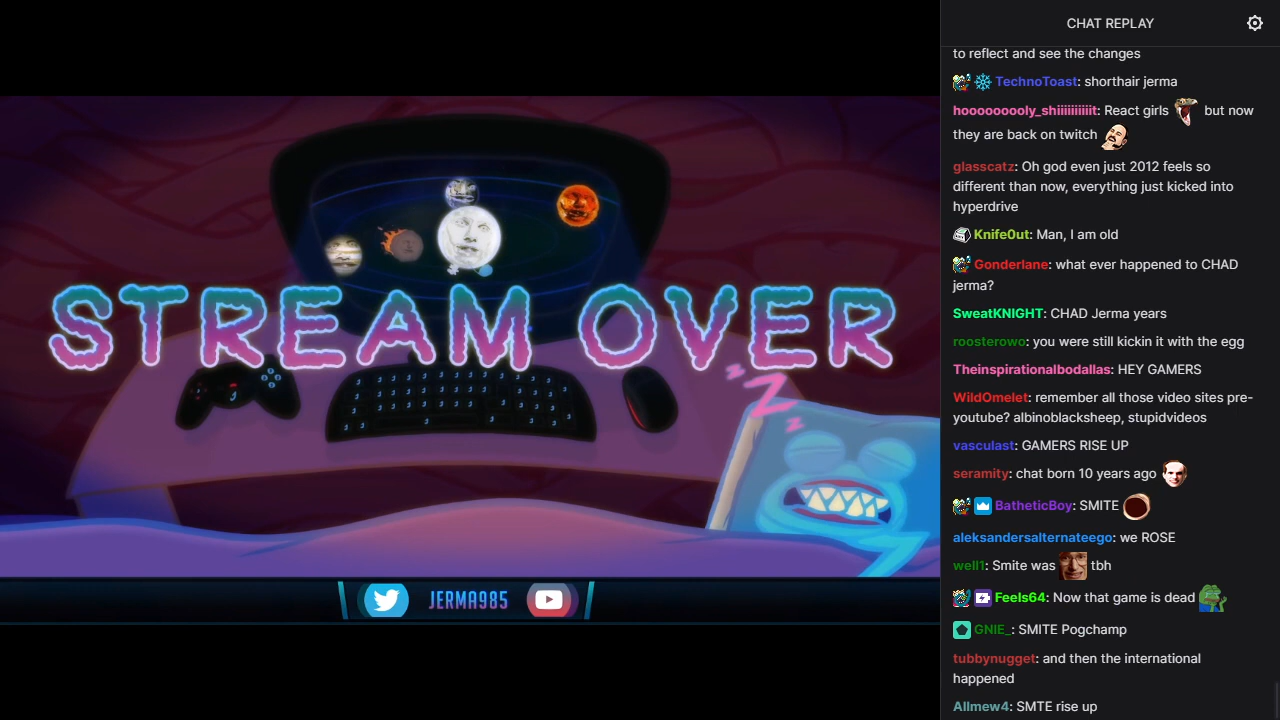 STREAM OVER
z
Z
z
JERMA985
CHAT REPLAY
to reflect and see the changes
TechnoToast: shorthair jerma
hooooooooly_shiiiiiiiiiit: React girls but now
they are back on twitch
glasscatz: Oh god even just 2012 feels so
different than now, everything just kicked into
hyperdrive
Knife0ut: Man, I am old
Gonderlane: what ever happened to CHAD
jerma?
SweatKNIGHT: CHAD Jerma years
roosterowo: you were still kickin it with the egg
Theinspirationalbodallas: HEY GAMERS
WildOmelet: remember all those video sites pre-
youtube? albinoblacksheep, stupidvideos
vasculast: GAMERS RISE UP
seramity: chat born 10 years ago
BatheticBoy: SMITE
aleksandersalternateego: we ROSE
well1: Smite was tbh
Feels64: Now that game is dead
GNIE_: SMITE Pogchamp
tubbynugget: and then the international
happened
Allmew4: SMTE rise up